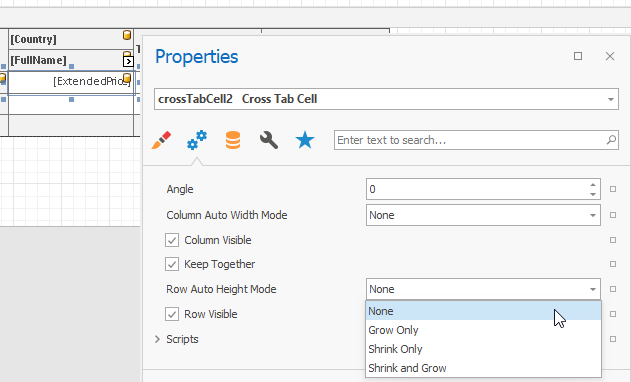 [Country]
[FullName]
[ExtendedPric]
Properties
crossTabCell2 Cross Tab Cell
Enter text to search...
Angle
0
Column Auto Width Mode
None
Column Visible
Keep Together
Row Auto Height Mode
None
None
Row Visible
Grow Only
Scripts
Shrink Only
Shrink and Grow